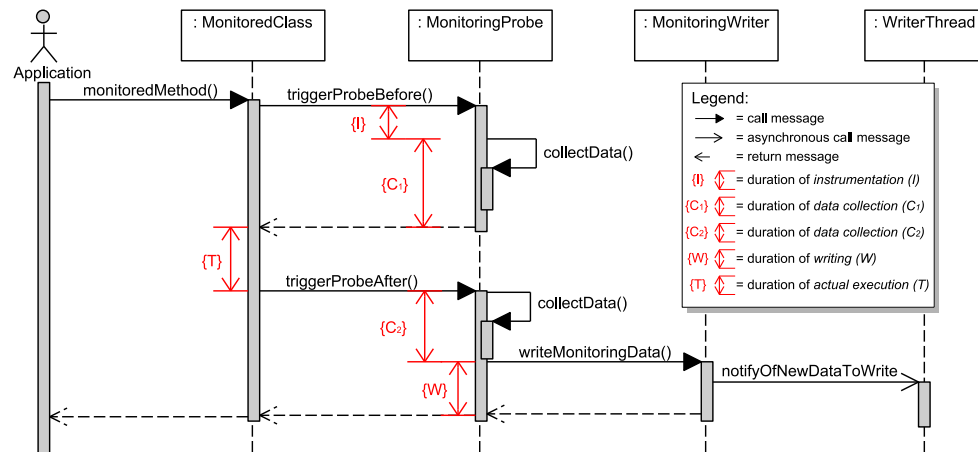 : MonitoredClass
: MonitoringProbe
: MonitoringWriter
: WriterThread
Application
monitoredMethod()
triggerProbeBefore()
{I}
collectData()
{C₁}
{T}
triggerProbeAfter()
collectData()
{C₂}
writeMonitoringData()
{W}
notifyOfNewDataToWrite
Legend:
= call message
= asynchronous call message
= return message
{I} = duration of instrumentation (I)
{C₁} = duration of data collection (C₁)
{C₂} = duration of data collection (C₂)
{W} = duration of writing (W)
{T} = duration of actual execution (T)